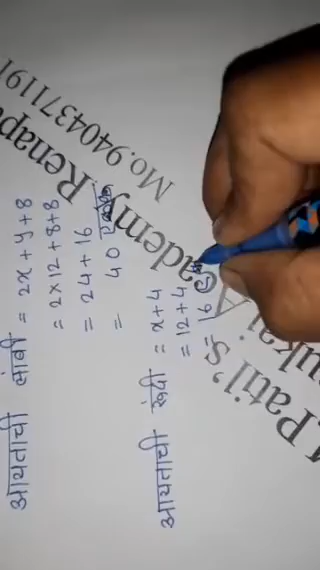 आयताची लांबी = 2x + y + 8
= 2 × 12 + 8 + 8
= 24 + 16
= 40 एकक
आयताची रुंदी = x + 4
= 12 + 4
= 16
Patil's
Academy Renap
Mo.9404371191